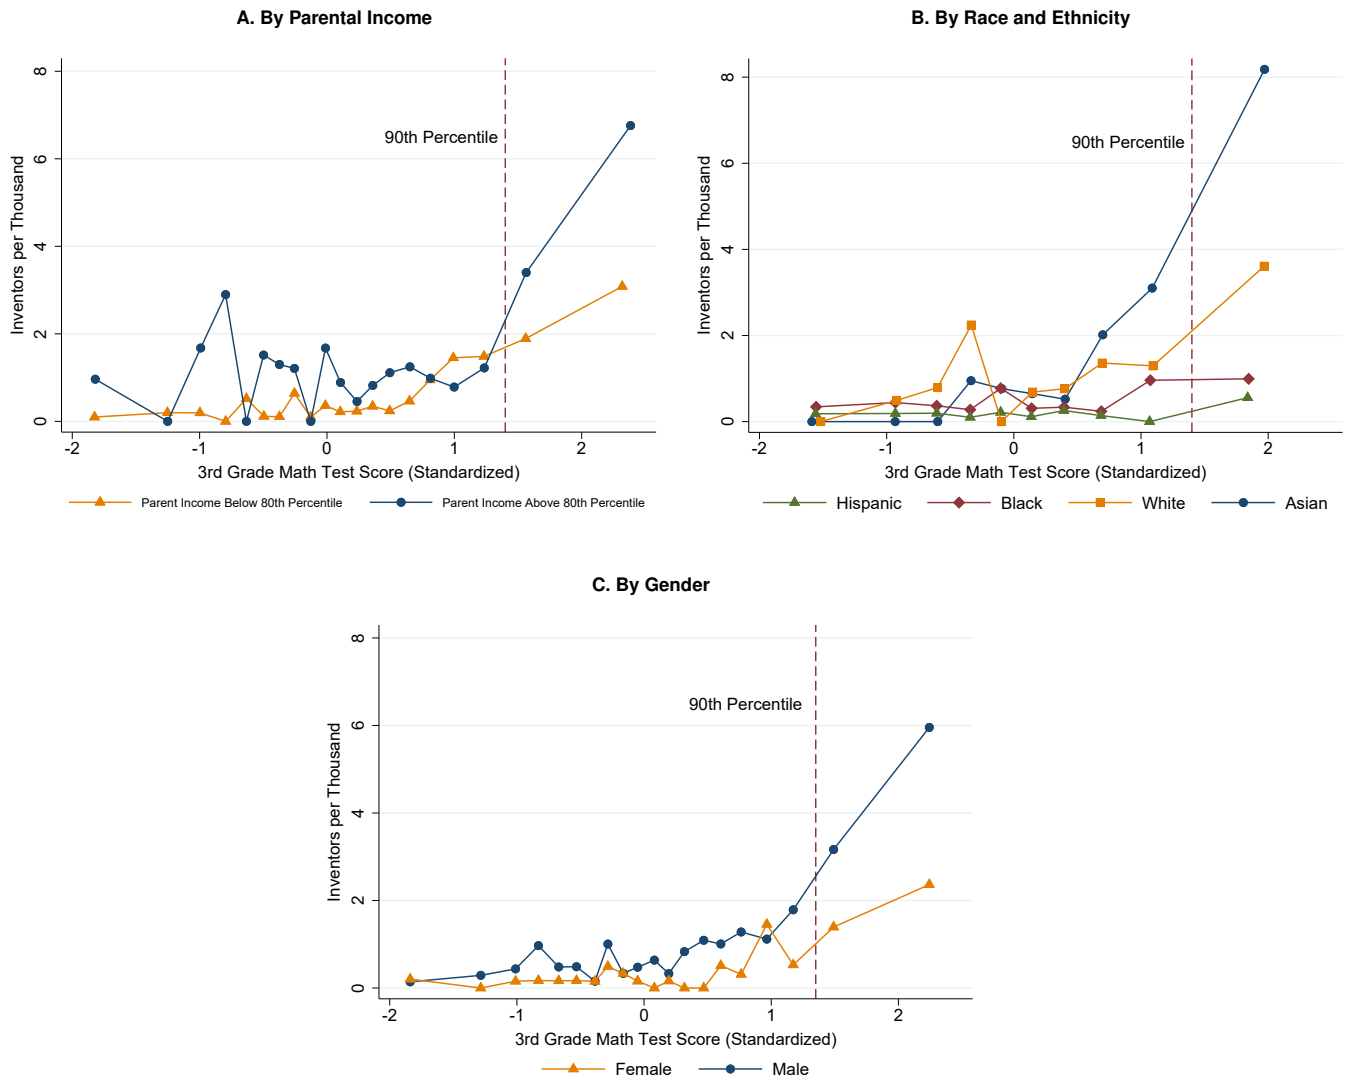 A. By Parental Income
8
6
4
2
0
Inventors per Thousand
90th Percentile
-2 -1 0 1 2
3rd Grade Math Test Score (Standardized)
Parent Income Below 80th Percentile Parent Income Above 80th Percentile
B. By Race and Ethnicity
8
6
4
2
0
Inventors per Thousand
90th Percentile
-2 -1 0 1 2
3rd Grade Math Test Score (Standardized)
Hispanic Black White Asian
C. By Gender
8
6
4
2
0
Inventors per Thousand
90th Percentile
-2 -1 0 1 2
3rd Grade Math Test Score (Standardized)
Female Male